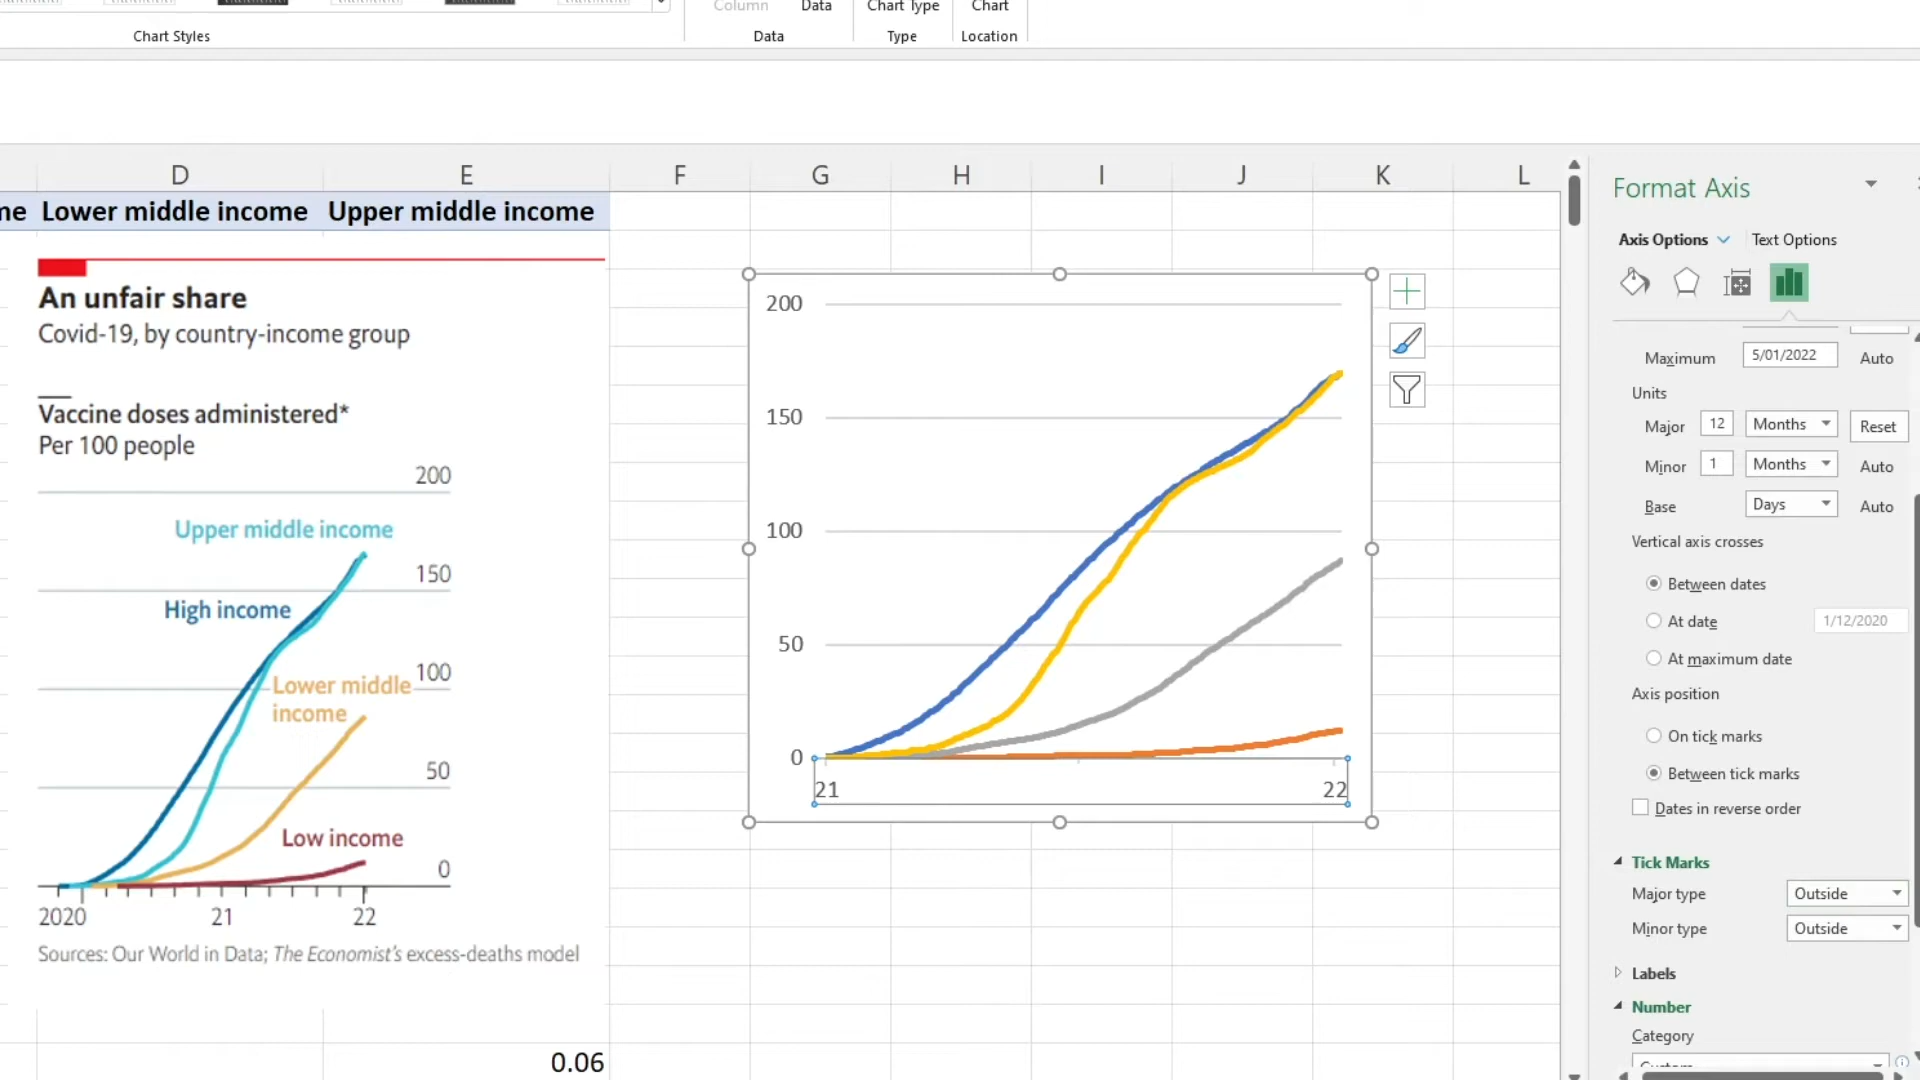 Column
Data
Chart Type
Chart
Chart Styles
Data
Type
Location
D
E
F
G
H
I
J
K
L
me
Lower middle income
Upper middle income
An unfair share
Covid-19, by country-income group
Vaccine doses administered*
Per 100 people
200
Upper middle income
150
High income
Lower middle
income
100
50
Low income
0
2020
21
22
Sources: Our World in Data; The Economist's excess-deaths model
0.06
200
150
100
50
0
21
22
Format Axis
Axis Options
Text Options
Maximum
5/01/2022
Auto
Units
Major
12
Months
Reset
Minor
1
Months
Auto
Base
Days
Auto
Vertical axis crosses
Between dates
At date
1/12/2020
At maximum date
Axis position
On tick marks
Between tick marks
Dates in reverse order
Tick Marks
Major type
Outside
Minor type
Outside
Labels
Number
Category
Custom